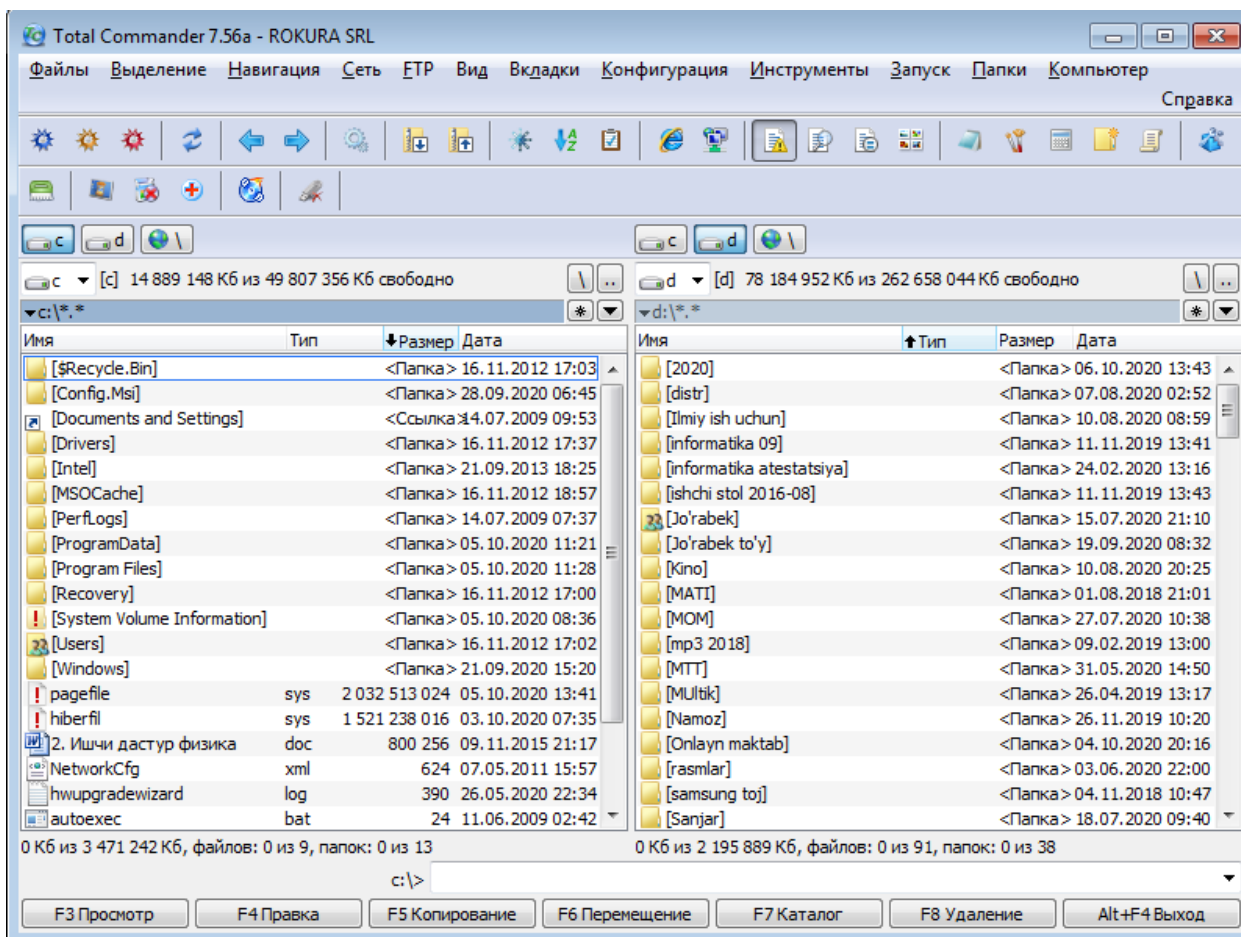 Total Commander 7.56a - ROKURA SRL
Файлы Выделение Навигация Сеть FTP Вид Вкладки Конфигурация Инструменты Запуск Папки Компьютер
Справка
c d \
c [c] 14 889 148 Кб из 49 807 356 Кб свободно \ ..
c:\*.* *
Имя Тип Размер Дата
[$Recycle.Bin] <Папка> 16.11.2012 17:03
[Config.Msi] <Папка> 28.09.2020 06:45
[Documents and Settings] <Ссылка> 14.07.2009 09:53
[Drivers] <Папка> 16.11.2012 17:37
[Intel] <Папка> 21.09.2013 18:25
[MSOCache] <Папка> 16.11.2012 18:57
[PerfLogs] <Папка> 14.07.2009 07:37
[ProgramData] <Папка> 05.10.2020 11:21
[Program Files] <Папка> 05.10.2020 11:28
[Recovery] <Папка> 16.11.2012 17:00
[System Volume Information] <Папка> 05.10.2020 08:36
[Users] <Папка> 16.11.2012 17:02
[Windows] <Папка> 21.09.2020 15:20
pagefile sys 2 032 513 024 05.10.2020 13:41
hiberfil sys 1 521 238 016 03.10.2020 07:35
2. Ишчи дастур физика doc 800 256 09.11.2015 21:17
NetworkCfg xml 624 07.05.2011 15:57
hwupgradewizard log 390 26.05.2020 22:34
autoexec bat 24 11.06.2009 02:42
0 Кб из 3 471 242 Кб, файлов: 0 из 9, папок: 0 из 13
c d \
d [d] 78 184 952 Кб из 262 658 044 Кб свободно \ ..
d:\*.* *
Имя Тип Размер Дата
[2020] <Папка> 06.10.2020 13:43
[distr] <Папка> 07.08.2020 02:52
[Ilmiy ish uchun] <Папка> 10.08.2020 08:59
[informatika 09] <Папка> 11.11.2019 13:41
[informatika atestatsiya] <Папка> 24.02.2020 13:16
[ishchi stol 2016-08] <Папка> 11.11.2019 13:43
[Jo'rabek] <Папка> 15.07.2020 21:10
[Jo'rabek to'y] <Папка> 19.09.2020 08:32
[Kino] <Папка> 10.08.2020 20:25
[MATI] <Папка> 01.08.2018 21:01
[MOM] <Папка> 27.07.2020 10:38
[mp3 2018] <Папка> 09.02.2019 13:00
[MTT] <Папка> 31.05.2020 14:50
[MUltik] <Папка> 26.04.2019 13:17
[Namoz] <Папка> 26.11.2019 10:20
[Onlayn maktab] <Папка> 04.10.2020 20:16
[rasmlar] <Папка> 03.06.2020 22:00
[samsung toj] <Папка> 04.11.2018 10:47
[Sanjar] <Папка> 18.07.2020 09:40
0 Кб из 2 195 889 Кб, файлов: 0 из 91, папок: 0 из 38
c:\>
F3 Просмотр F4 Правка F5 Копирование F6 Перемещение F7 Каталог F8 Удаление Alt+F4 Выход